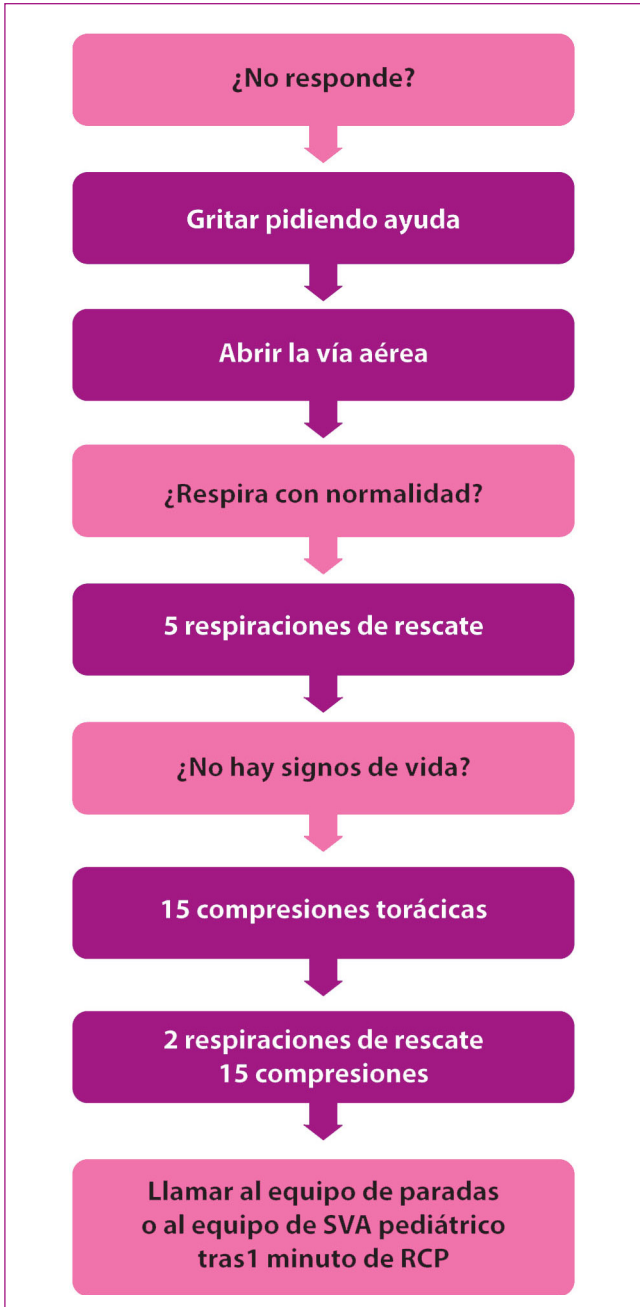 ¿No responde?
Gritar pidiendo ayuda
Abrir la vía aérea
¿Respira con normalidad?
5 respiraciones de rescate
¿No hay signos de vida?
15 compresiones torácicas
2 respiraciones de rescate
15 compresiones
Llamar al equipo de paradas
o al equipo de SVA pediátrico
tras1 minuto de RCP